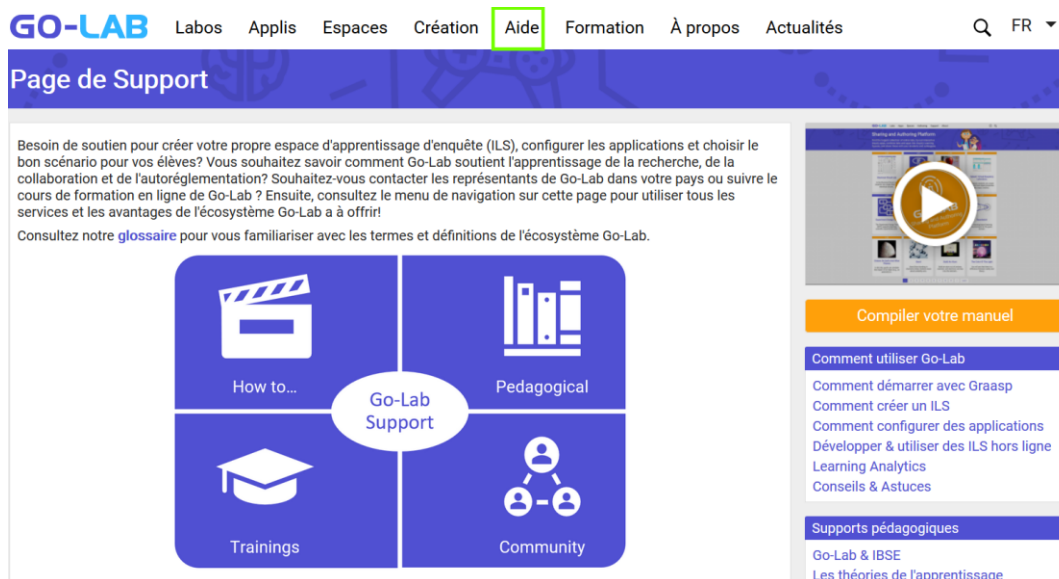 GO-LAB Labos Applis Espaces Création Aide Formation À propos Actualités FR
Page de Support
Besoin de soutien pour créer votre propre espace d'apprentissage d'enquête (ILS), configurer les applications et choisir le
bon scénario pour vos élèves? Vous souhaitez savoir comment Go-Lab soutient l'apprentissage de la recherche, de la
collaboration et de l'autoréglementation? Souhaitez-vous contacter les représentants de Go-Lab dans votre pays ou suivre le
cours de formation en ligne de Go-Lab ? Ensuite, consultez le menu de navigation sur cette page pour utiliser tous les
services et les avantages de l'écosystème Go-Lab a à offrir!
Consultez notre glossaire pour vous familiariser avec les termes et définitions de l'écosystème Go-Lab.
How to...
Pedagogical
Go-Lab
Support
Trainings
Community
Compiler votre manuel
Comment utiliser Go-Lab
Comment démarrer avec Graasp
Comment créer un ILS
Comment configurer des applications
Développer & utiliser des ILS hors ligne
Learning Analytics
Conseils & Astuces
Supports pédagogiques
Go-Lab & IBSE
Les théories de l'apprentissage